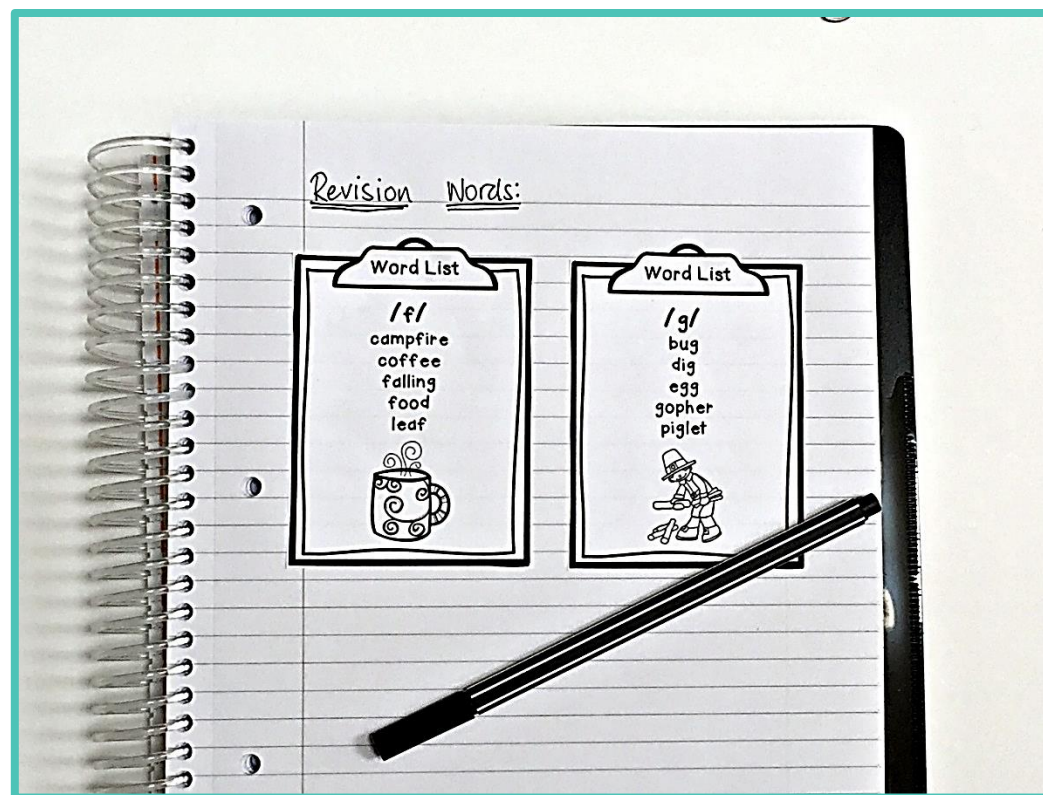 Revision Words:
Word List
/f/
campfire
coffee
falling
food
leaf
Word List
/g/
bug
dig
egg
gopher
piglet